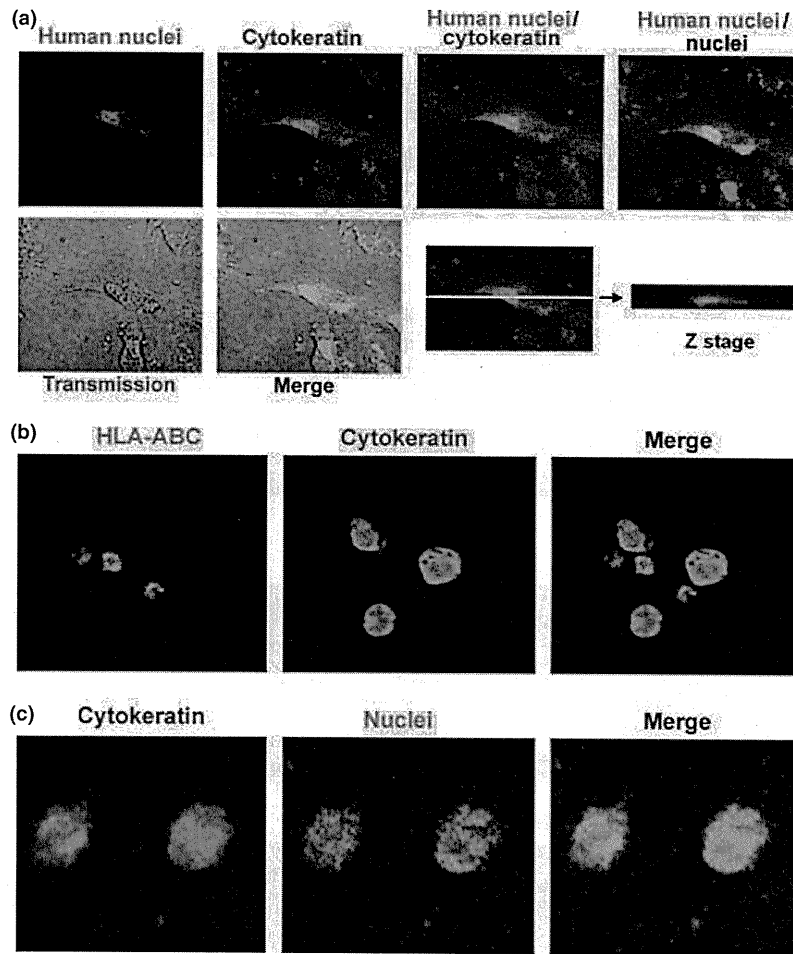 (a)
Human nuclei
Cytokeratin
Human nuclei/
cytokeratin
Human nuclei/
nuclei
Transmission
Merge
Z stage
(b)
HLA-ABC
Cytokeratin
Merge
(c)
Cytokeratin
Nuclei
Merge